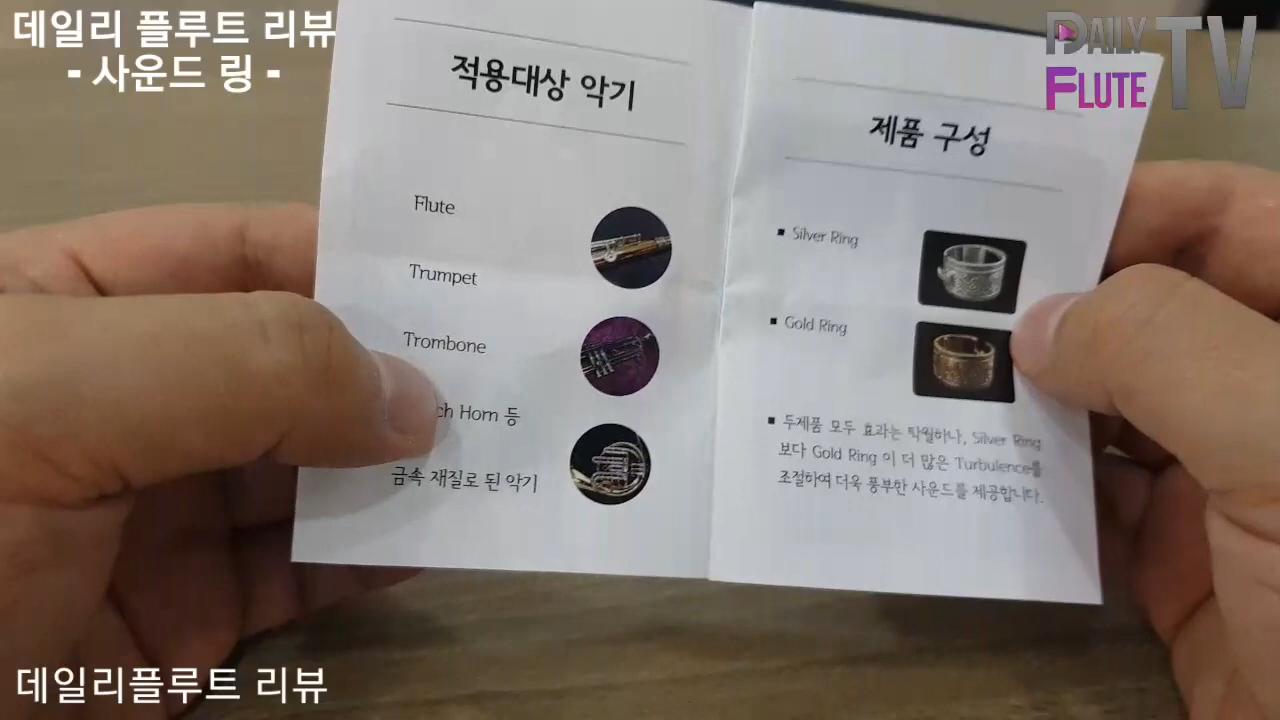 데일리 플루트 리뷰
- 사운드 링 -
DAILY
FLUTE TV
적용대상 악기
Flute
Trumpet
Trombone
ch Horn 등
금속 재질로 된 악기
제품 구성
▪ Silver Ring
▪ Gold Ring
▪ 두제품 모두 효과는 탁월하나, Silver Ring
보다 Gold Ring 이 더 많은 Turbulence를
조절하여 더욱 풍부한 사운드를 제공합니다.
데일리플루트 리뷰